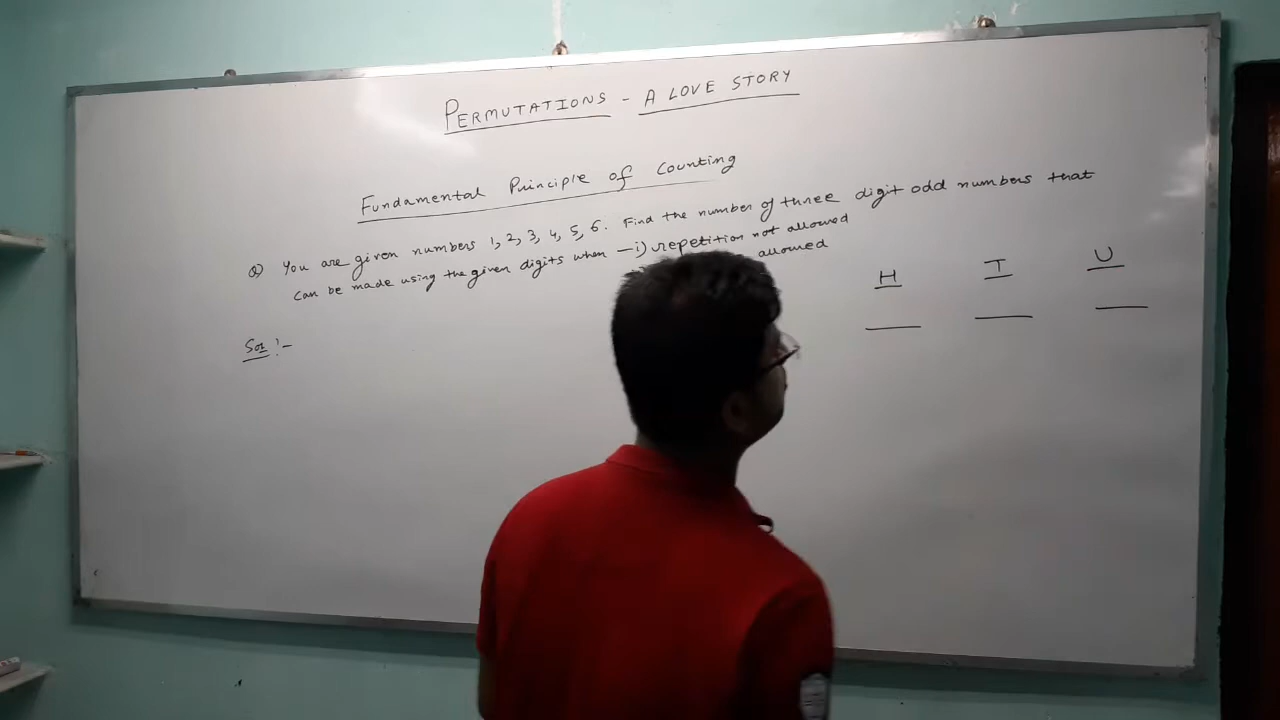 PERMUTATIONS - A LOVE STORY
Fundamental Principle of Counting
Q) You are given numbers 1, 2, 3, 4, 5, 6. Find the number of three digit odd numbers that
can be made using the given digits when - i) repetition not allowed
allowed
H T U
Sol :-